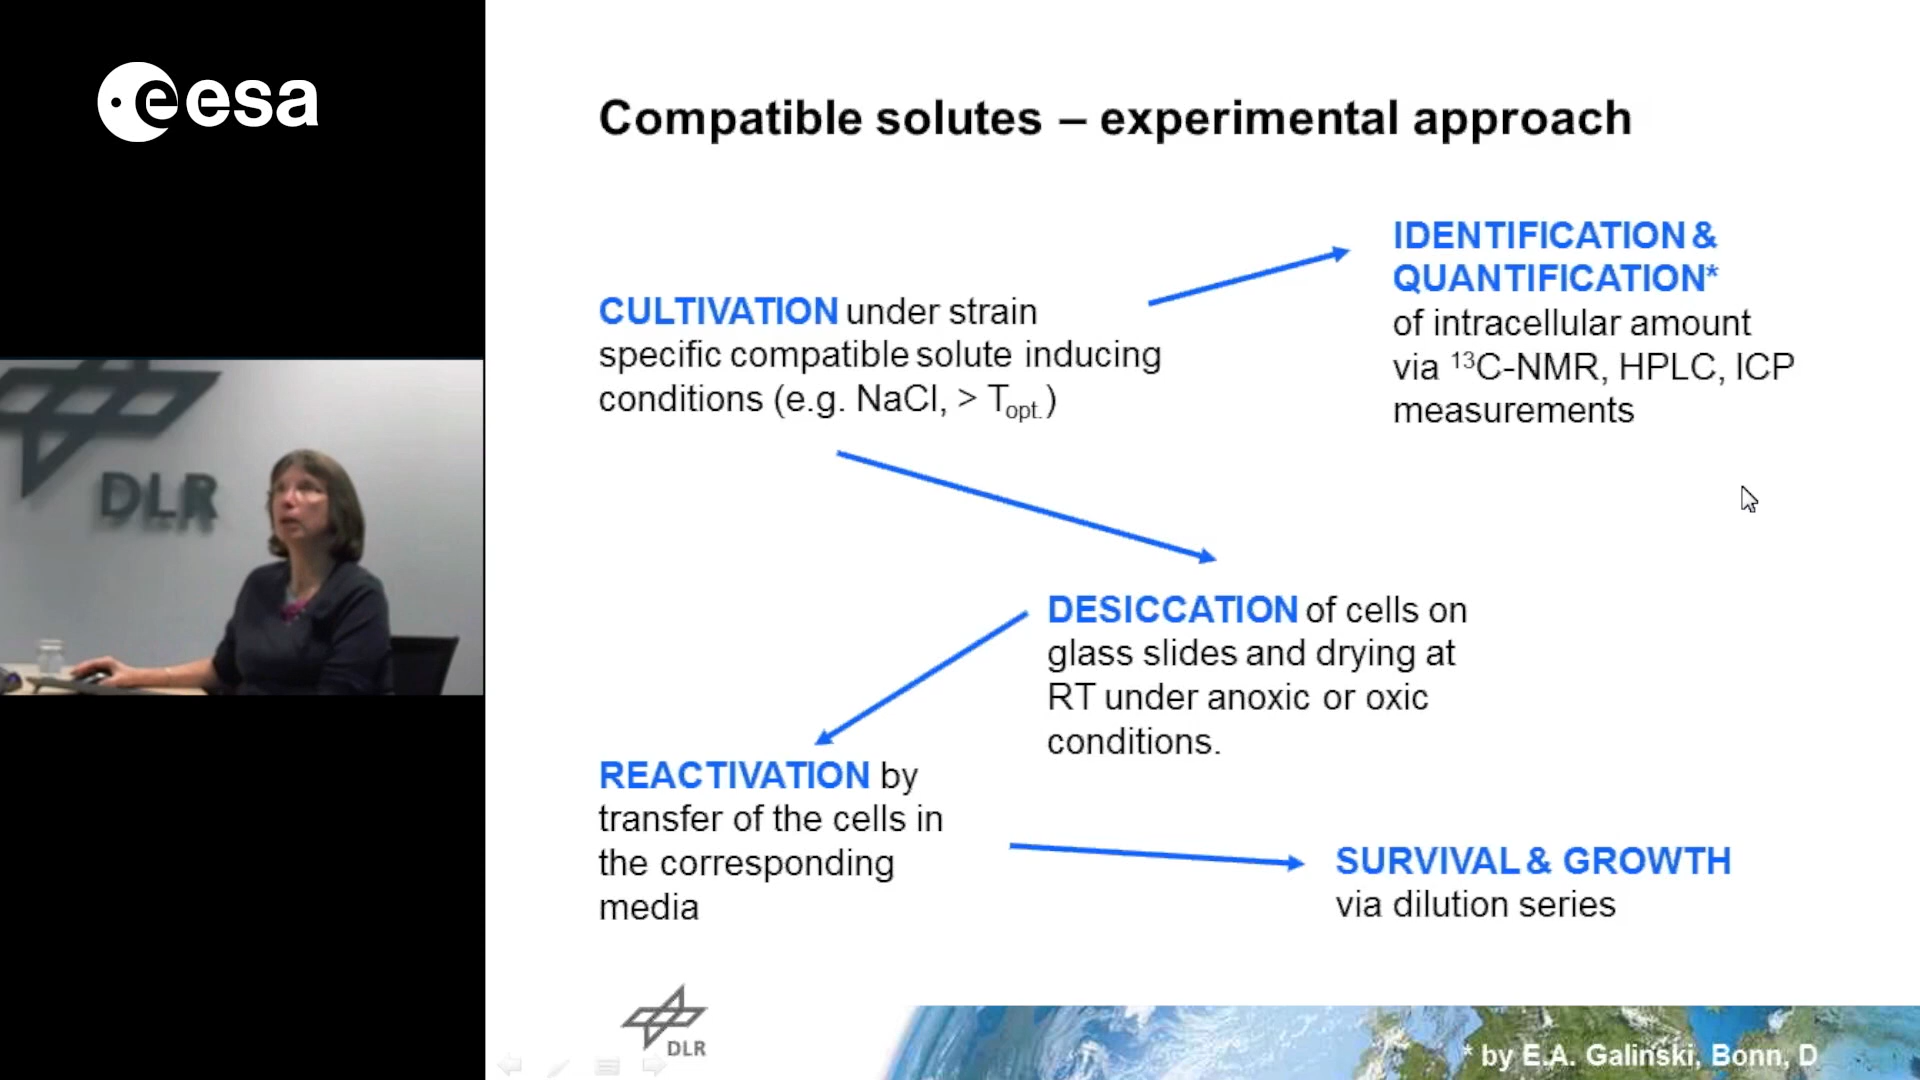 eesa
DLR
Compatible solutes – experimental approach
CULTIVATION under strain
specific compatible solute inducing
conditions (e.g. NaCl, > Topt.)
IDENTIFICATION &
QUANTIFICATION*
of intracellular amount
via ¹³C-NMR, HPLC, ICP
measurements
DESICCATION of cells on
glass slides and drying at
RT under anoxic or oxic
conditions.
REACTIVATION by
transfer of the cells in
the corresponding
media
SURVIVAL & GROWTH
via dilution series
DLR
* by E.A. Galinski, Bonn, D